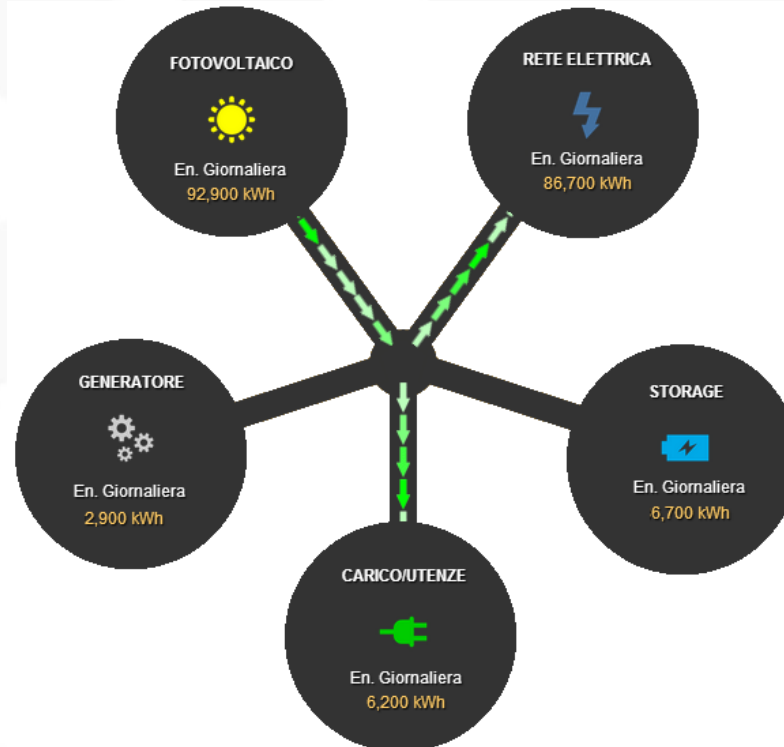 FOTOVOLTAICO
En. Giornaliera
92,900 kWh
RETE ELETTRICA
En. Giornaliera
86,700 kWh
GENERATORE
En. Giornaliera
2,900 kWh
STORAGE
En. Giornaliera
6,700 kWh
CARICO/UTENZE
En. Giornaliera
6,200 kWh